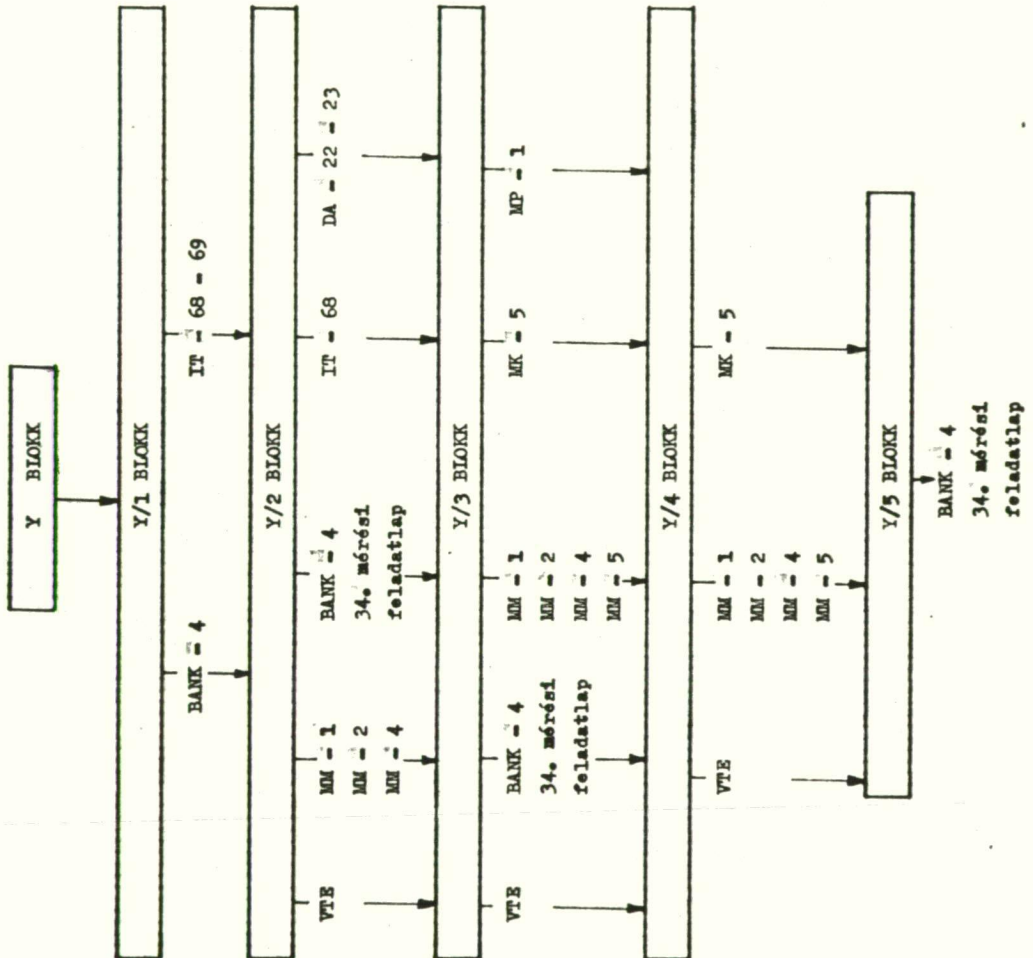 Y BLOKK
Y/1 BLOKK
BANK - 4
IT - 68 - 69
Y/2 BLOKK
VTE
MM - 1
MM - 2
MM - 4
BANK - 4
34. mérési
feladatlap
IT - 68
DA - 22 - 23
Y/3 BLOKK
VTE
BANK - 4
34. mérési
feladatlap
MM - 1
MM - 2
MM - 4
MM - 5
MK - 5
MP - 1
Y/4 BLOKK
VTE
MM - 1
MM - 2
MM - 4
MM - 5
MK - 5
Y/5 BLOKK
BANK - 4
34. mérési
feladatlap